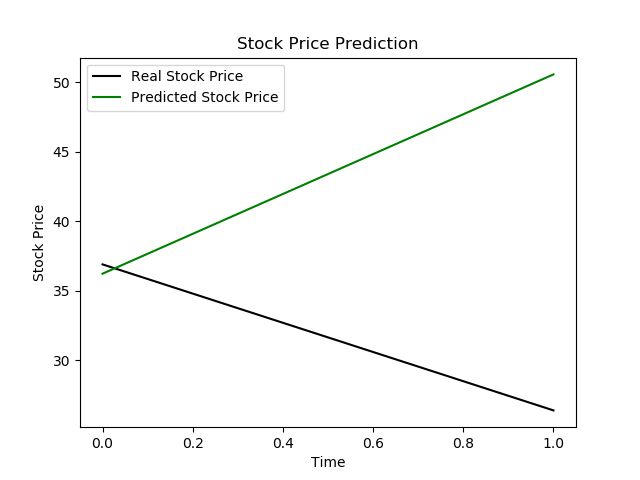 Stock Price Prediction
Real Stock Price
Predicted Stock Price
Stock Price
50
45
40
35
30
0.0 0.2 0.4 0.6 0.8 1.0
Time